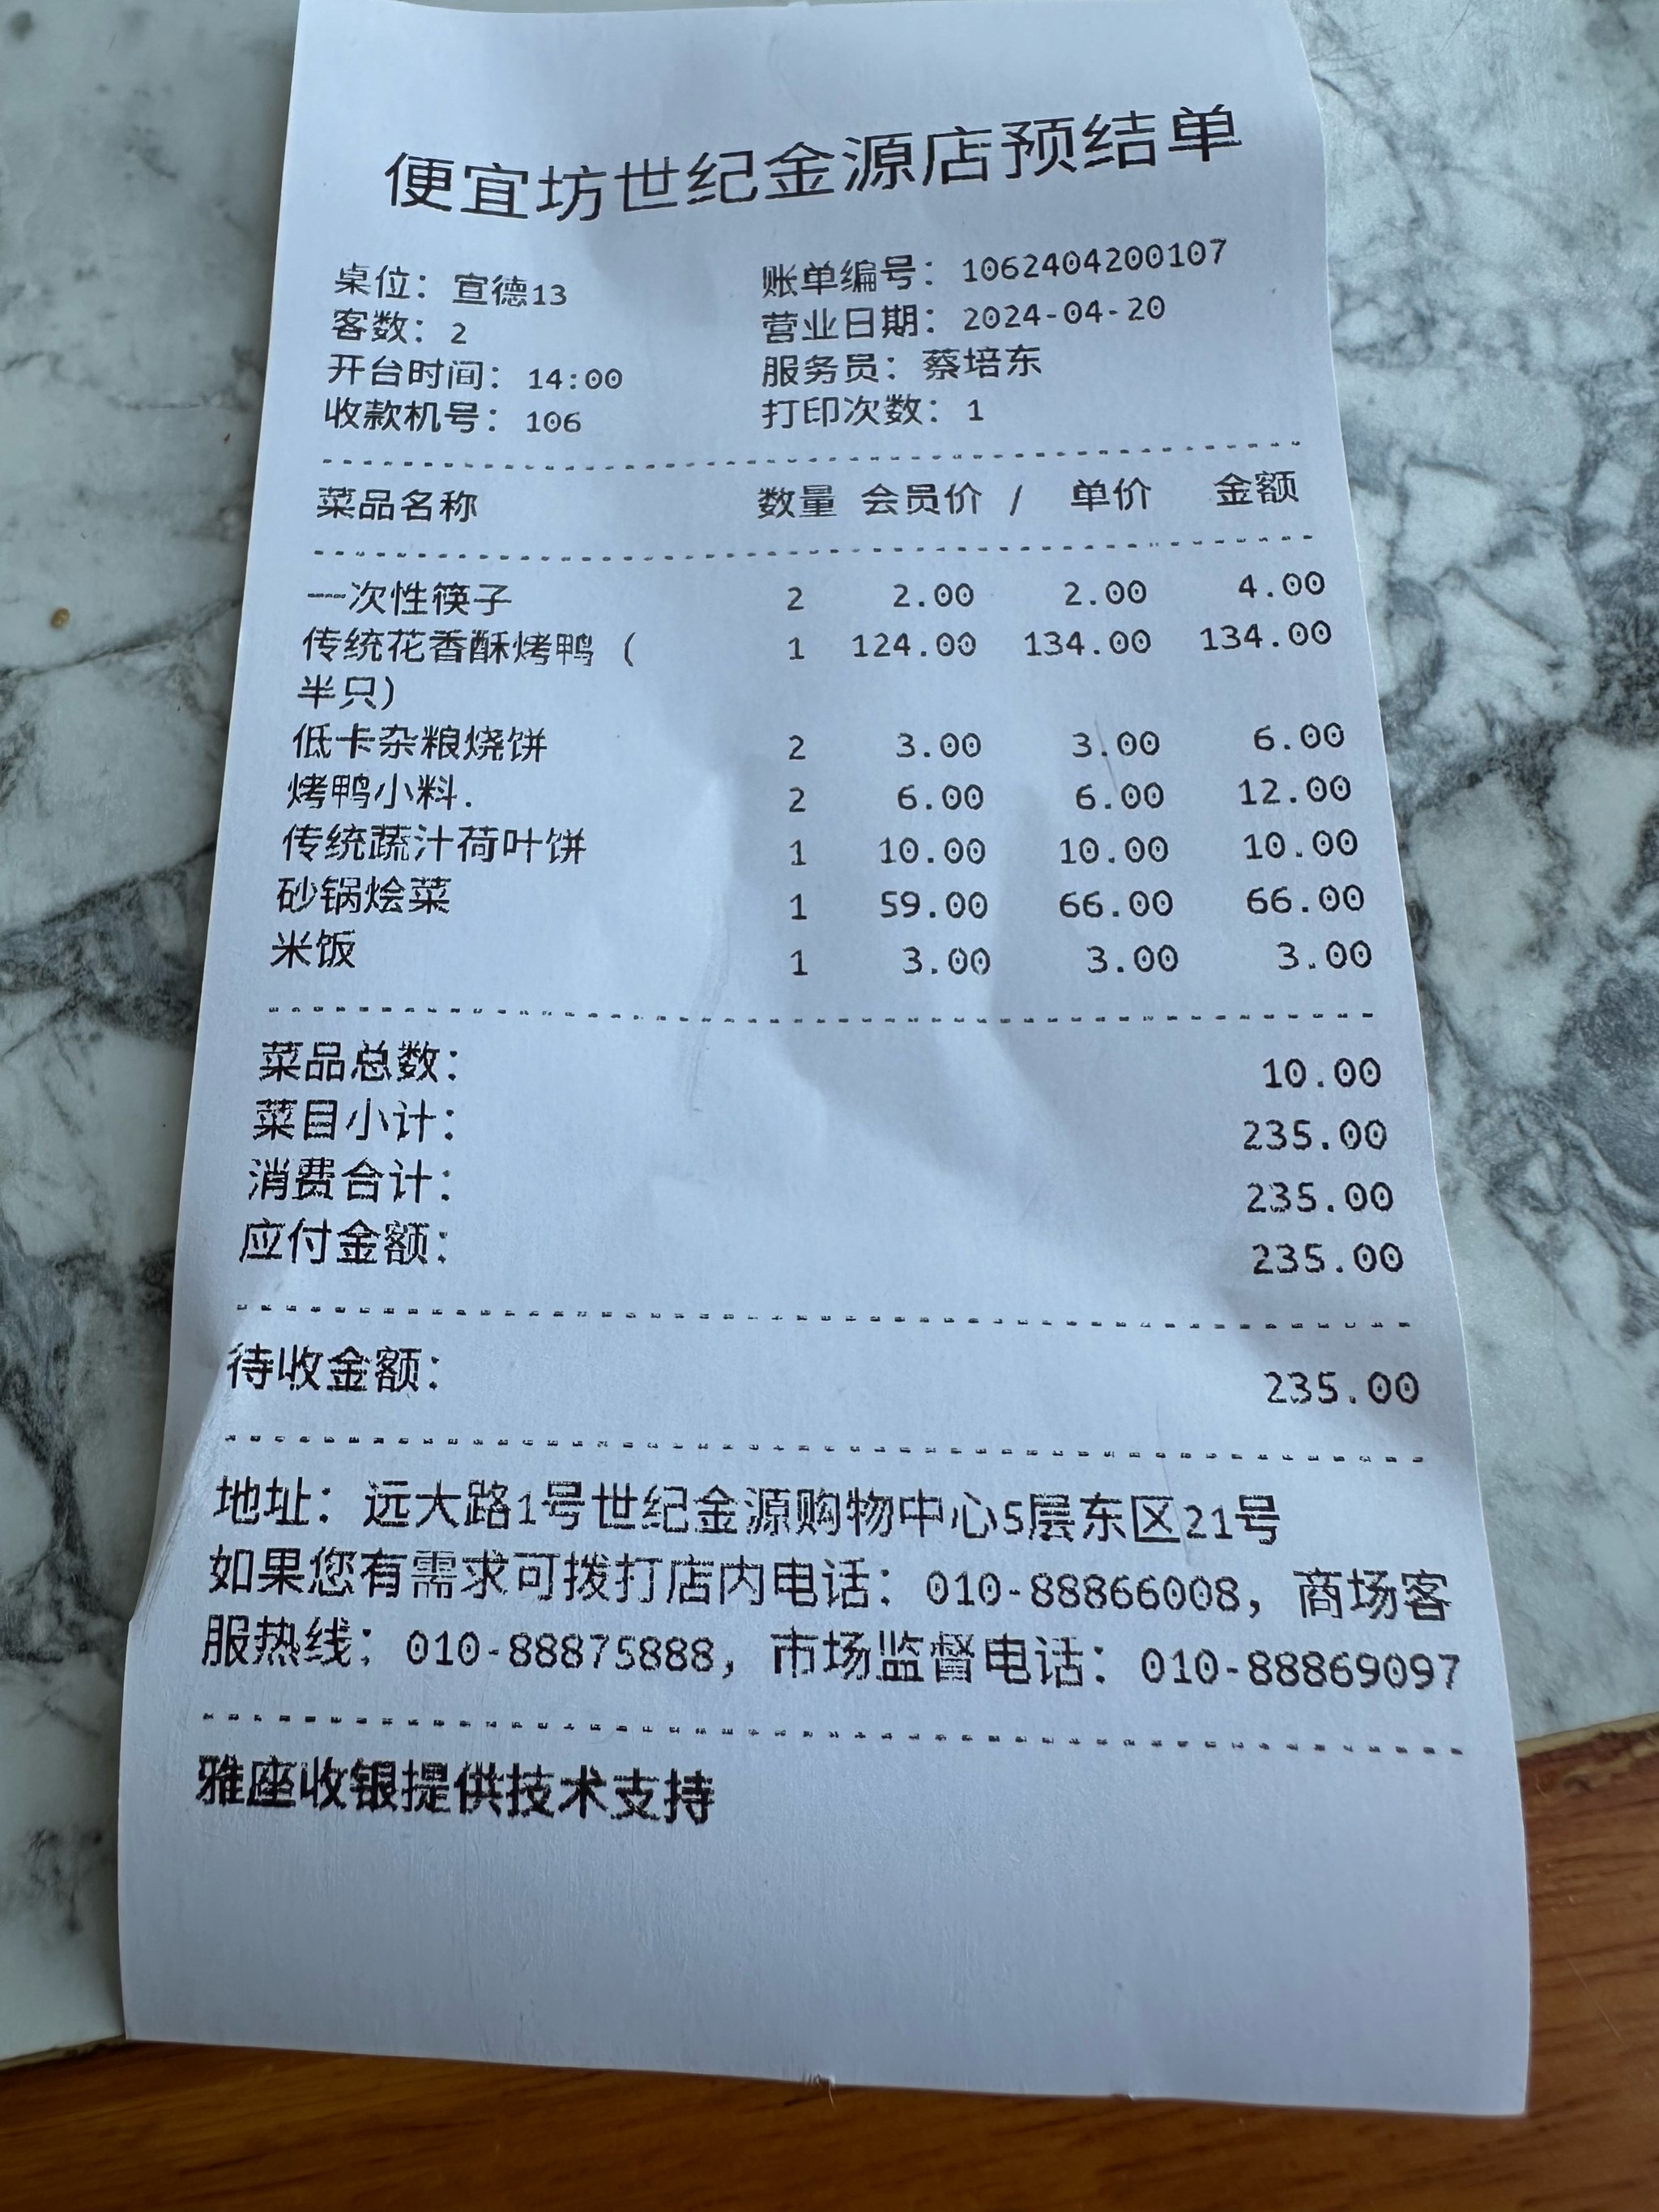 便宜坊世纪金源店预结单
桌位：宣德13 账单编号：1062404200107
客数：2 营业日期：2024-04-20
开台时间：14:00 服务员：蔡培东
收款机号：106 打印次数：1
菜品名称 数量 会员价 / 单价 金额
一次性筷子 2 2.00 2.00 4.00
传统花香酥烤鸭（ 1 124.00 134.00 134.00
半只）
低卡杂粮烧饼 2 3.00 3.00 6.00
烤鸭小料. 2 6.00 6.00 12.00
传统蔬汁荷叶饼 1 10.00 10.00 10.00
砂锅烩菜 1 59.00 66.00 66.00
米饭 1 3.00 3.00 3.00
菜品总数： 10.00
菜目小计： 235.00
消费合计： 235.00
应付金额： 235.00
待收金额： 235.00
地址：远大路1号世纪金源购物中心5层东区21号
如果您有需求可拨打店内电话：010-88866008，商场客
服热线：010-88875888，市场监督电话：010-88869097
雅座收银提供技术支持